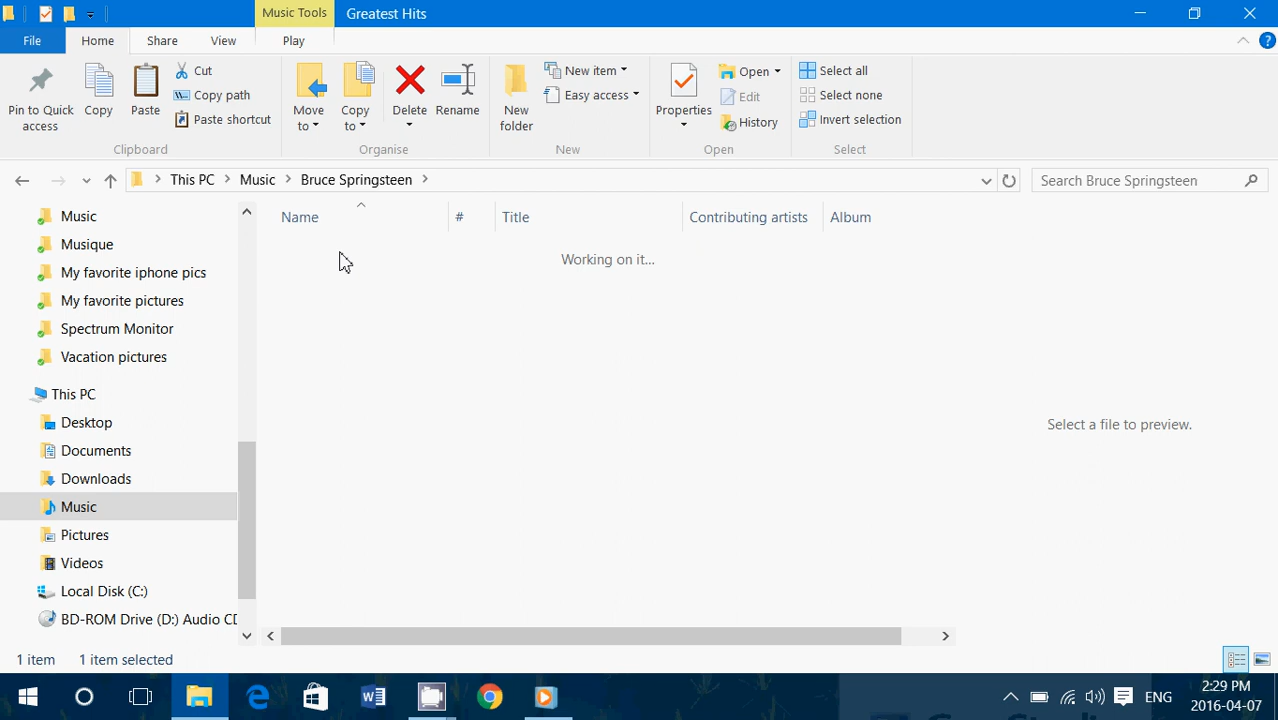 Music Tools
Greatest Hits
File
Home
Share
View
Play
Pin to Quick access
Copy
Paste
Cut
Copy path
Paste shortcut
Clipboard
Move to
Copy to
Delete
Rename
Organise
New folder
New item
Easy access
New
Properties
Open
Edit
History
Open
Select all
Select none
Invert selection
Select
This PC
Music
Bruce Springsteen
Search Bruce Springsteen
Music
Musique
My favorite iphone pics
My favorite pictures
Spectrum Monitor
Vacation pictures
This PC
Desktop
Documents
Downloads
Music
Pictures
Videos
Local Disk (C:)
BD-ROM Drive (D:) Audio CD
Name
#
Title
Contributing artists
Album
Working on it...
Select a file to preview.
1 item
1 item selected
ENG
2:29 PM
2016-04-07